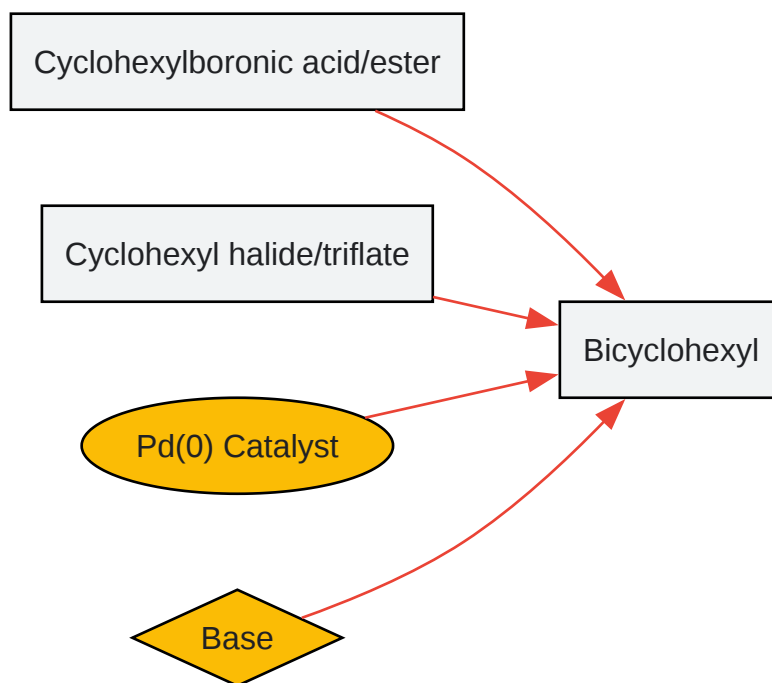 Cyclohexylboronic acid/ester
Cyclohexyl halide/triflate
Bicyclohexyl
Pd(0) Catalyst
Base